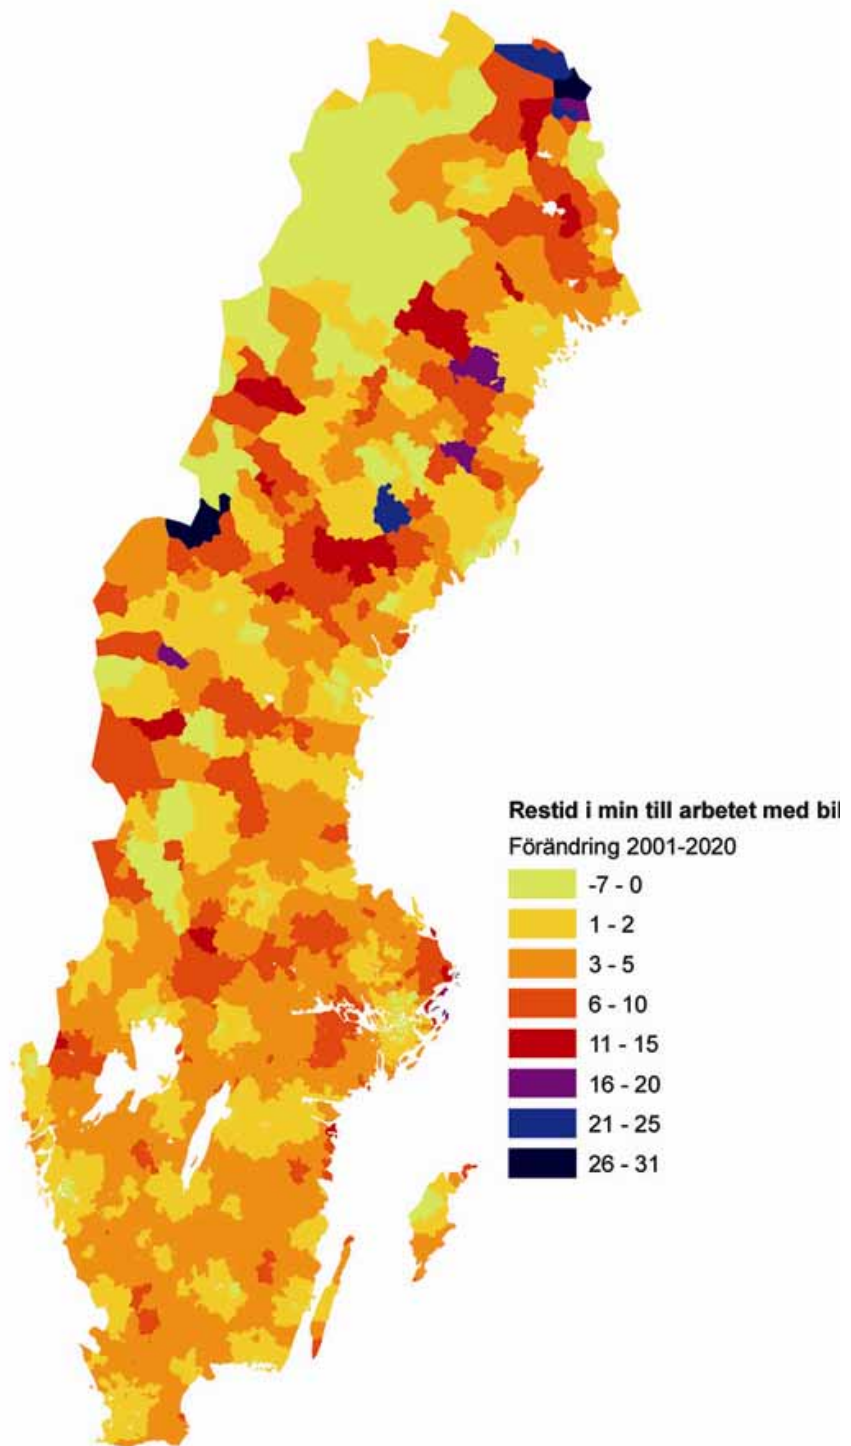 Restid i min till arbetet med bil
Förändring 2001-2020
-7 - 0
1 - 2
3 - 5
6 - 10
11 - 15
16 - 20
21 - 25
26 - 31